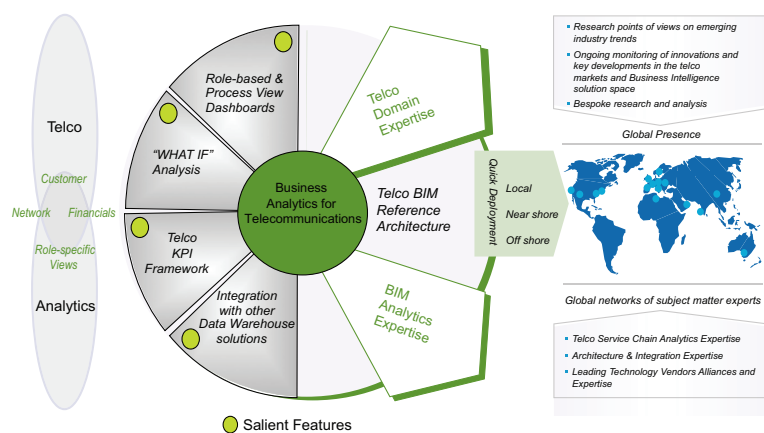 Telco
Customer
Network Financials
Role-specific
Views
Analytics
Role-based &
Process View
Dashboards
“WHAT IF”
Analysis
Telco
KPI
Framework
Integration
with other
Data Warehouse
solutions
Business
Analytics for
Telecommunications
Telco
Domain
Expertise
Telco BIM
Reference
Architecture
BIM
Analytics
Expertise
Quick Deployment
Local
Near shore
Off shore
Research points of views on emerging
industry trends
Ongoing monitoring of innovations and
key developments in the telco
markets and Business Intelligence
solution space
Bespoke research and analysis
Global Presence
Global networks of subject matter experts
Telco Service Chain Analytics Expertise
Architecture & Integration Expertise
Leading Technology Vendors Alliances and
Expertise
Salient Features